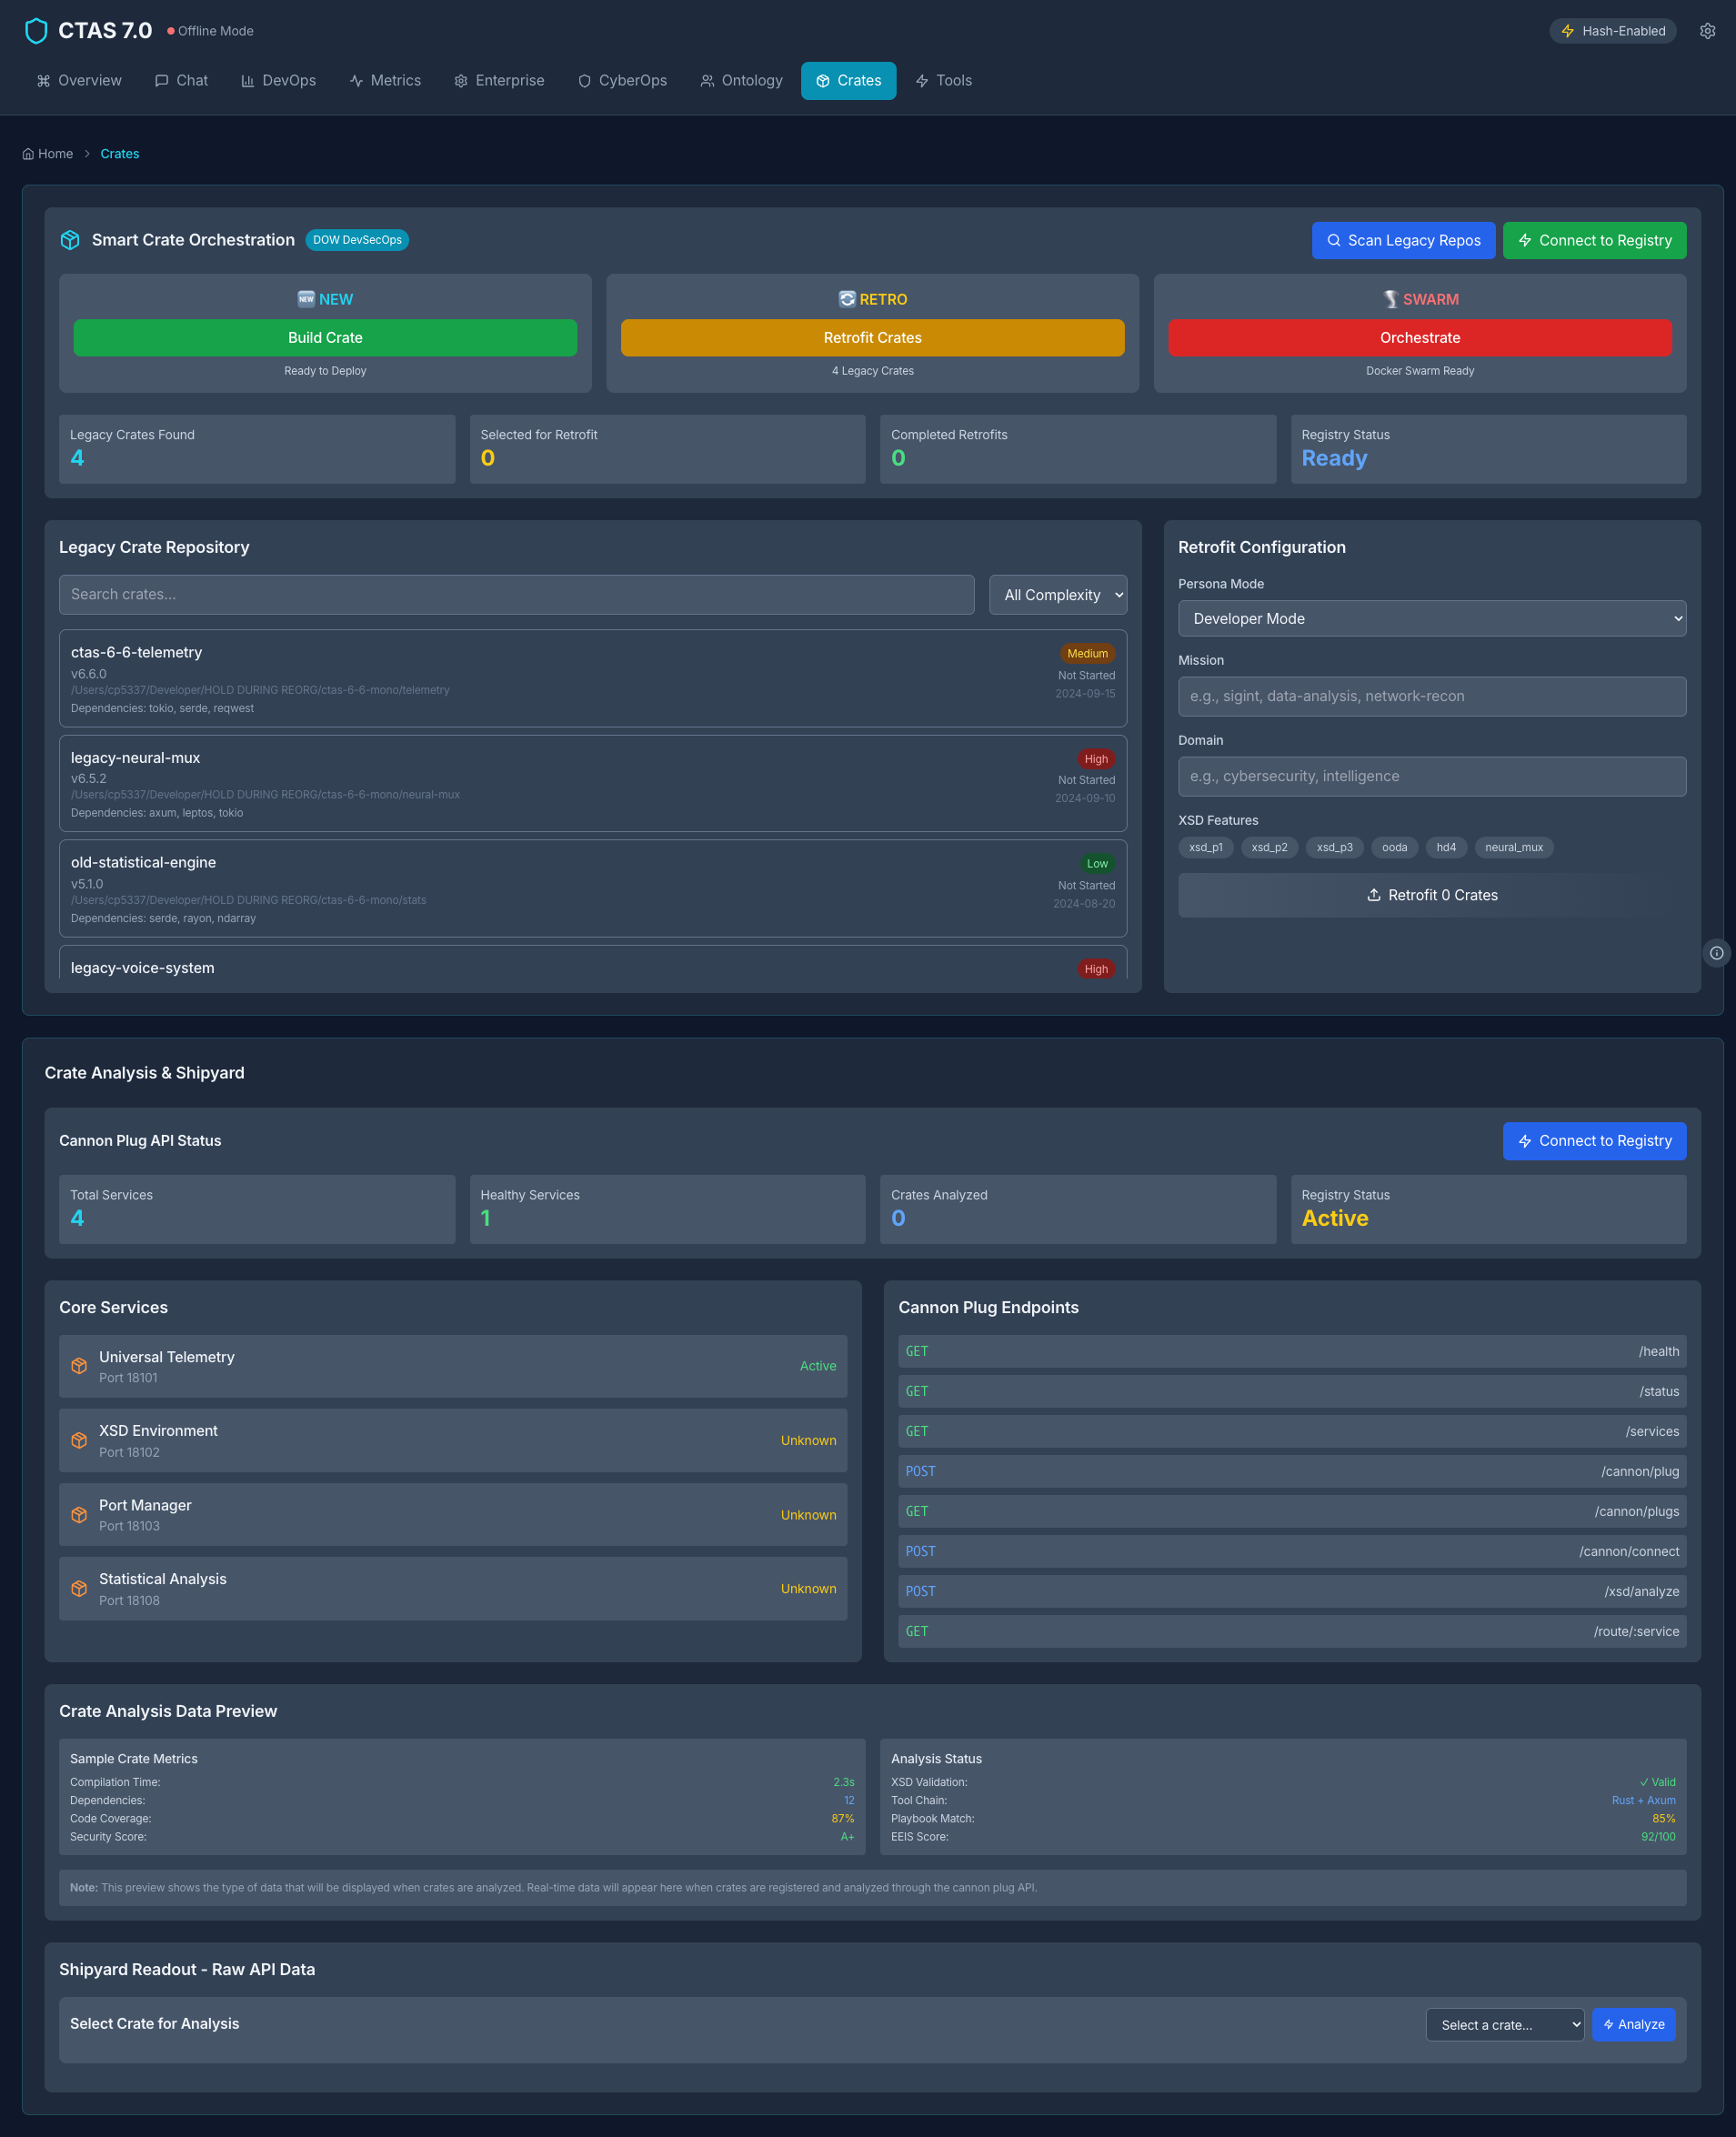 CTAS 7.0
Offline Mode
Hash-Enabled
Overview
Chat
DevOps
Metrics
Enterprise
CyberOps
Ontology
Crates
Tools
Home
Crates
Smart Crate Orchestration
DOW DevSecOps
Scan Legacy Repos
Connect to Registry
NEW NEW
Build Crate
Ready to Deploy
RETRO
Retrofit Crates
4 Legacy Crates
SWARM
Orchestrate
Docker Swarm Ready
Legacy Crates Found
4
Selected for Retrofit
0
Completed Retrofits
0
Registry Status
Ready
Legacy Crate Repository
Search crates...
All Complexity
ctas-6-6-telemetry
Medium
v6.6.0
Not Started
/Users/cp5337/Developer/HOLD DURING REORG/ctas-6-6-mono/telemetry
2024-09-15
Dependencies: tokio, serde, reqwest
legacy-neural-mux
High
v6.5.2
Not Started
/Users/cp5337/Developer/HOLD DURING REORG/ctas-6-6-mono/neural-mux
2024-09-10
Dependencies: axum, leptos, tokio
old-statistical-engine
Low
v5.1.0
Not Started
/Users/cp5337/Developer/HOLD DURING REORG/ctas-6-6-mono/stats
2024-08-20
Dependencies: serde, rayon, ndarray
legacy-voice-system
High
Retrofit Configuration
Persona Mode
Developer Mode
Mission
e.g., sigint, data-analysis, network-recon
Domain
e.g., cybersecurity, intelligence
XSD Features
xsd_p1
xsd_p2
xsd_p3
ooda
hd4
neural_mux
Retrofit 0 Crates
Crate Analysis & Shipyard
Cannon Plug API Status
Connect to Registry
Total Services
4
Healthy Services
1
Crates Analyzed
0
Registry Status
Active
Core Services
Universal Telemetry
Port 18101
Active
XSD Environment
Port 18102
Unknown
Port Manager
Port 18103
Unknown
Statistical Analysis
Port 18108
Unknown
Cannon Plug Endpoints
GET /health
GET /status
GET /services
POST /cannon/plug
GET /cannon/plugs
POST /cannon/connect
POST /xsd/analyze
GET /route/:service
Crate Analysis Data Preview
Sample Crate Metrics
Compilation Time: 2.3s
Dependencies: 12
Code Coverage: 87%
Security Score: A+
Analysis Status
XSD Validation: ✓ Valid
Tool Chain: Rust + Axum
Playbook Match: 85%
EEIS Score: 92/100
Note: This preview shows the type of data that will be displayed when crates are analyzed. Real-time data will appear here when crates are registered and analyzed through the cannon plug API.
Shipyard Readout - Raw API Data
Select Crate for Analysis
Select a crate...
Analyze